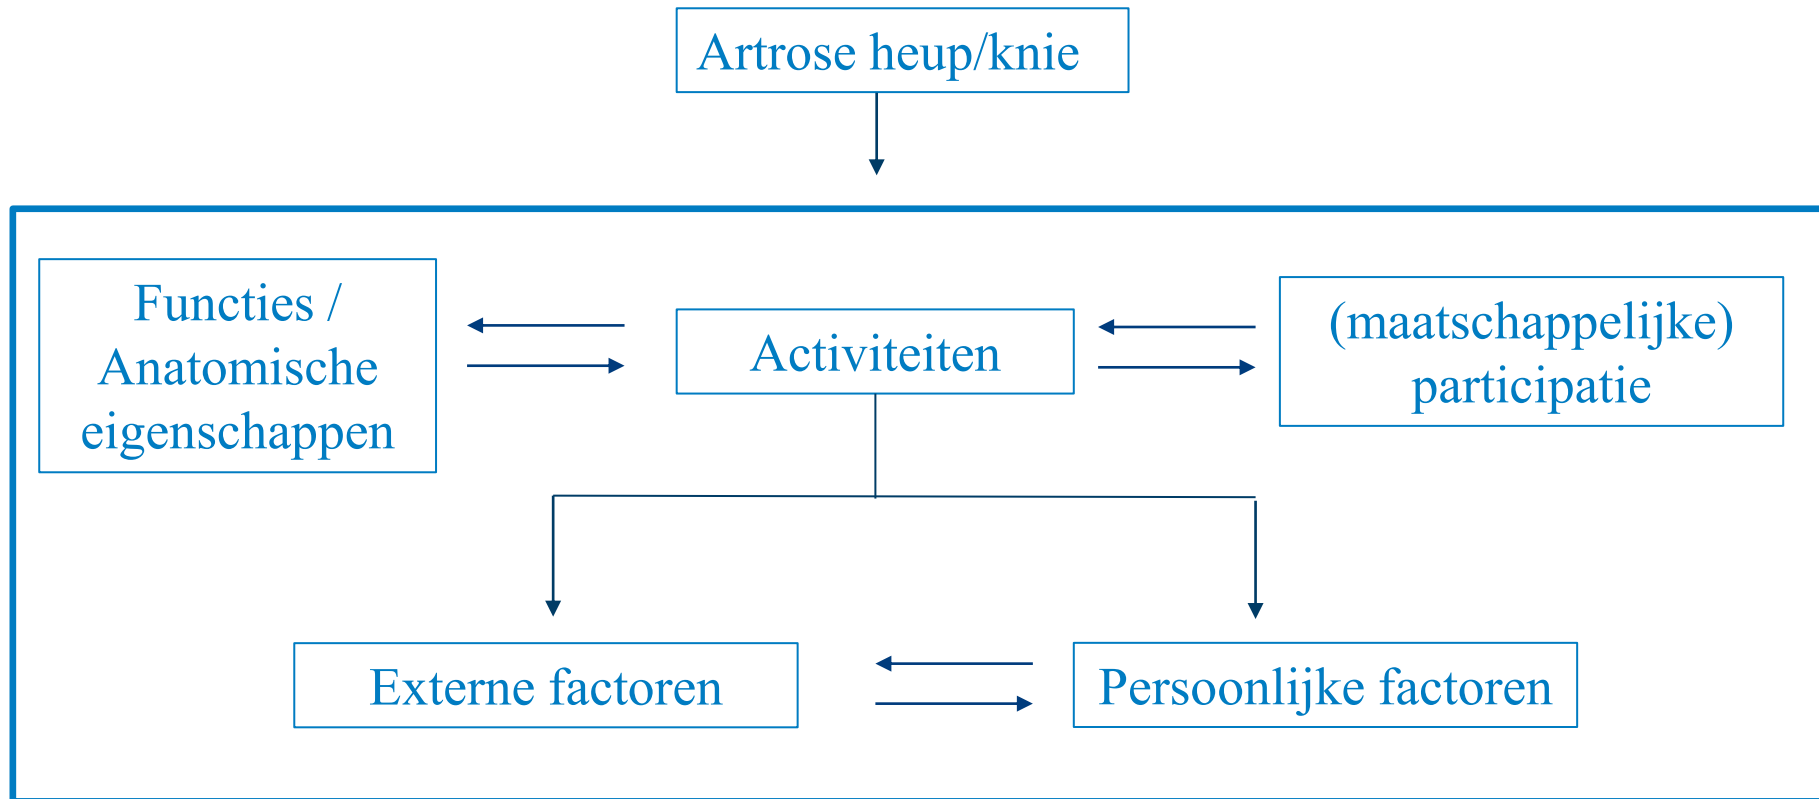 Artrose heup/knie
Functies /
Anatomische
eigenschappen
Activiteiten
(maatschappelijke)
participatie
Externe factoren
Persoonlijke factoren